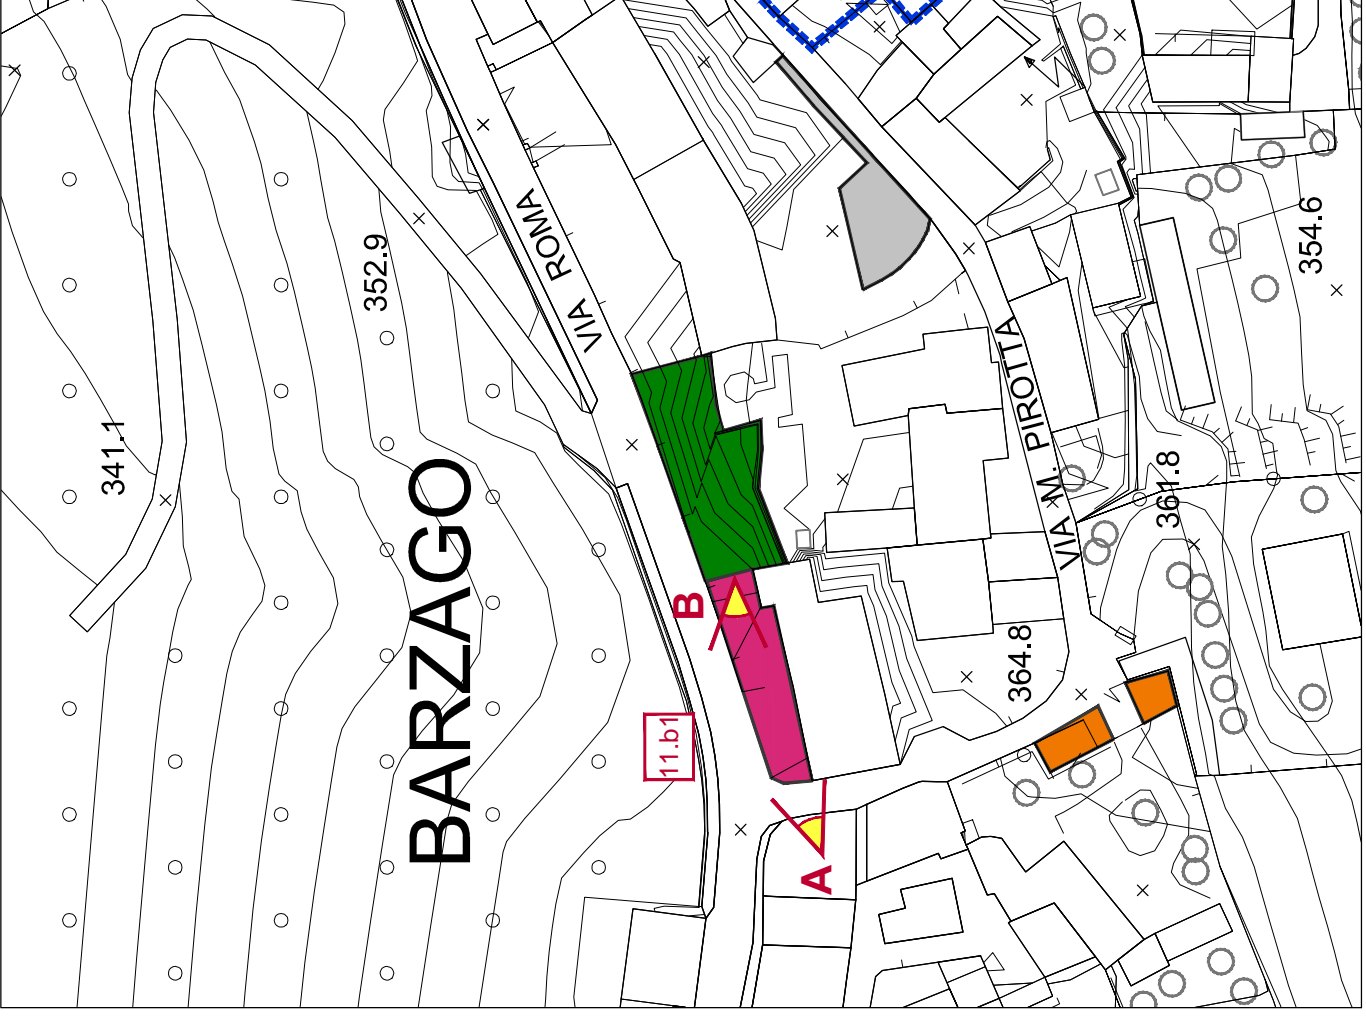 341.1
352.9
BARZAGO
VIA ROMA
B
11.b1
A
VIA M. PIROTTA
364.8
361.8
354.6